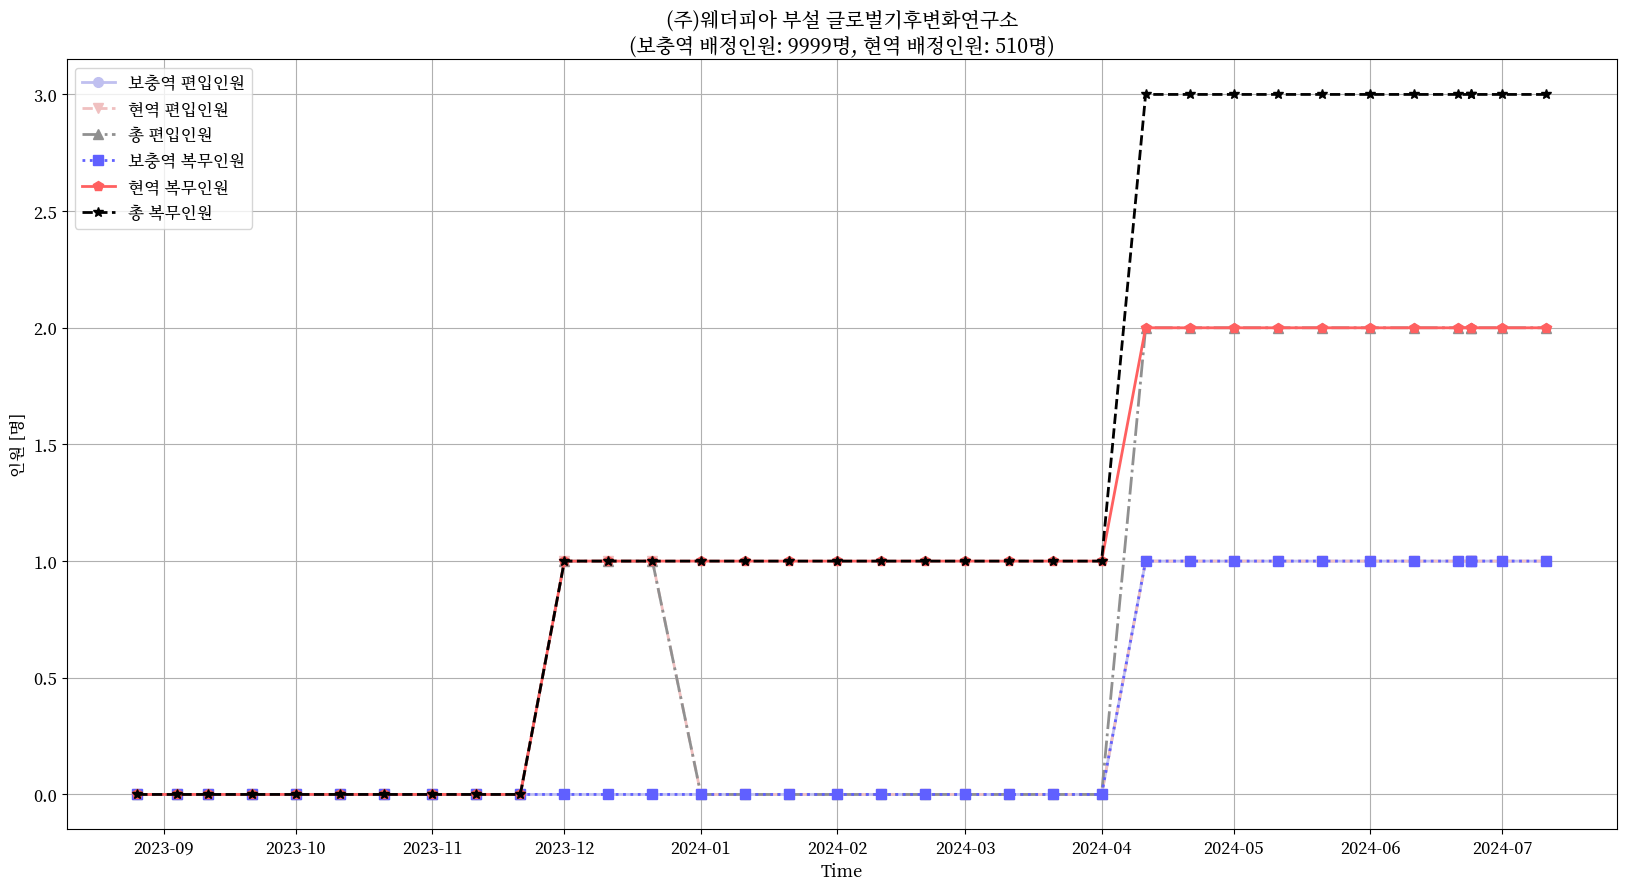 (주)웨더피아 부설 글로벌기후변화연구소
(보충역 배정인원: 9999명, 현역 배정인원: 510명)
보충역 편입인원
현역 편입인원
총 편입인원
보충역 복무인원
현역 복무인원
총 복무인원
인원 [명]
3.0
2.5
2.0
1.5
1.0
0.5
0.0
2023-09 2023-10 2023-11 2023-12 2024-01 2024-02 2024-03 2024-04 2024-05 2024-06 2024-07
Time